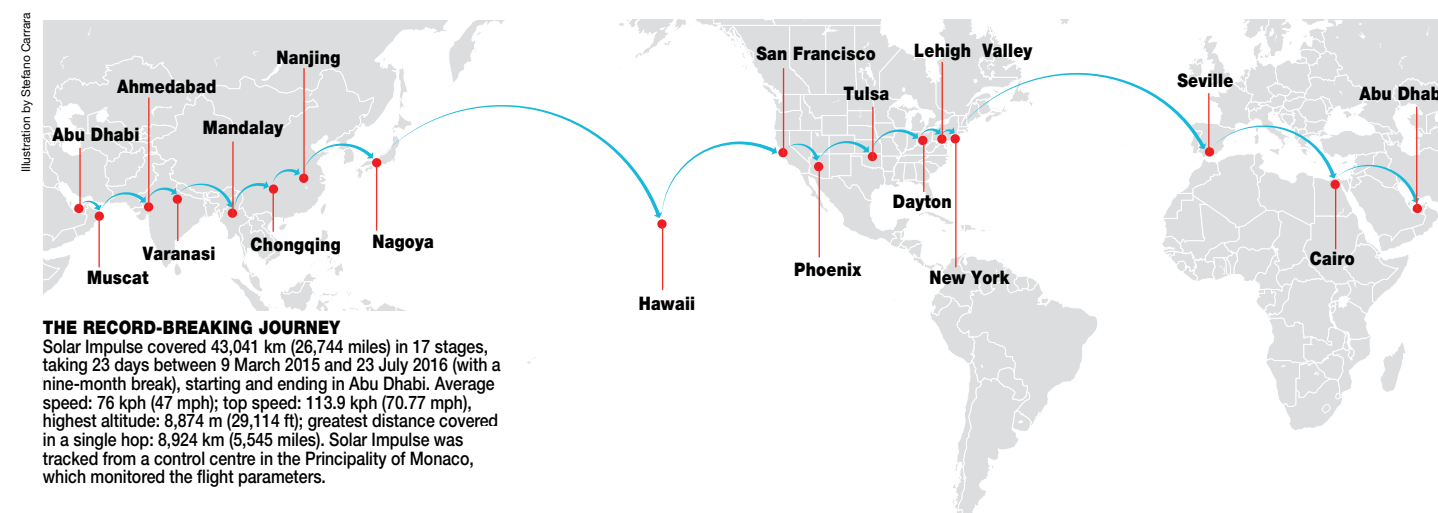 Illustration by Stefano Carrara
Nanjing
San Francisco
Lehigh Valley
Ahmedabad
Seville
Tulsa
Abu Dhab
Abu Dhabi
Mandalay
Dayton
Chongqing
Nagoya
Varanasi
Cairo
Phoenix
Muscat
New York
Hawaii
THE RECORD-BREAKING JOURNEY
Solar Impulse covered 43,041 km (26,744 miles) in 17 stages,
taking 23 days between 9 March 2015 and 23 July 2016 (with a
nine-month break), starting and ending in Abu Dhabi. Average
speed: 76 kph (47 mph); top speed: 113.9 kph (70.77 mph),
highest altitude: 8,874 m (29,114 ft); greatest distance covered
in a single hop: 8,924 km (5,545 miles). Solar Impulse was
tracked from a control centre in the Principality of Monaco,
which monitored the flight parameters.